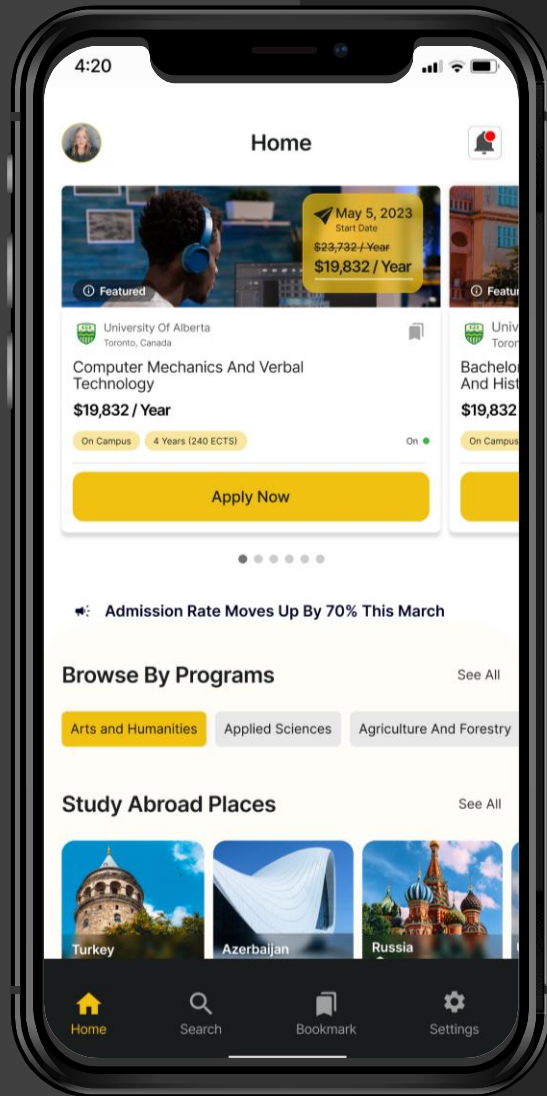 4:20
Home
May 5, 2023
Start Date
$23,732 / Year
$19,832 / Year
Featured
University Of Alberta
Toronto, Canada
Computer Mechanics And Verbal
Technology
$19,832 / Year
On Campus
4 Years (240 ECTS)
On
Apply Now
Featur
Univ
Toron
Bachelor
And Hist
$19,832
On Campus
Admission Rate Moves Up By 70% This March
Browse By Programs
See All
Arts and Humanities
Applied Sciences
Agriculture And Forestry
Study Abroad Places
See All
Turkey
Azerbaijan
Russia
Home
Search
Bookmark
Settings